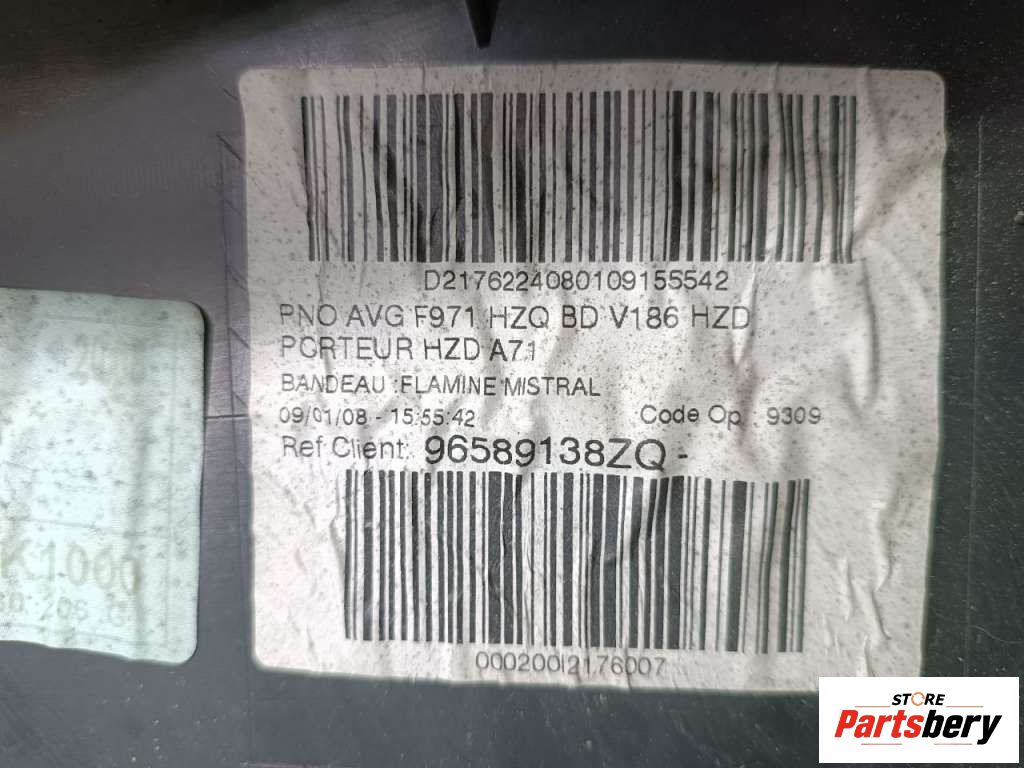 D2176224080109155542
PNO AVG F971 HZQ BD V186 HZD
PORTEUR HZD A71
BANDEAU :FLAMINE MISTRAL
09/01/08 - 15:55:42 Code Op : 9309
Ref Client: 96589138ZQ -
000200I2176007
K1000
STORE
Partsbery